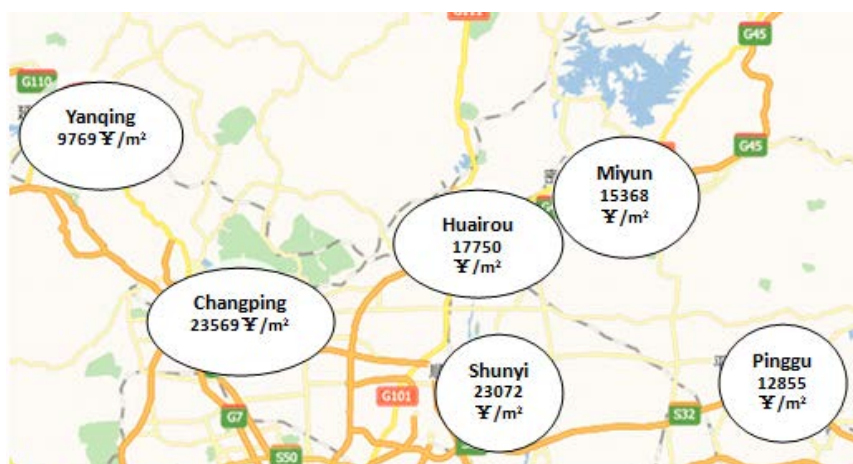 G111
G45
G110
Yanqing
9769 ¥/m²
G45
Miyun
15368
¥/m²
Huairou
17750
¥/m²
Changping
23569 ¥/m²
Shunyi
23072
¥/m²
Pinggu
12855
¥/m²
G101
G7
S32
S50